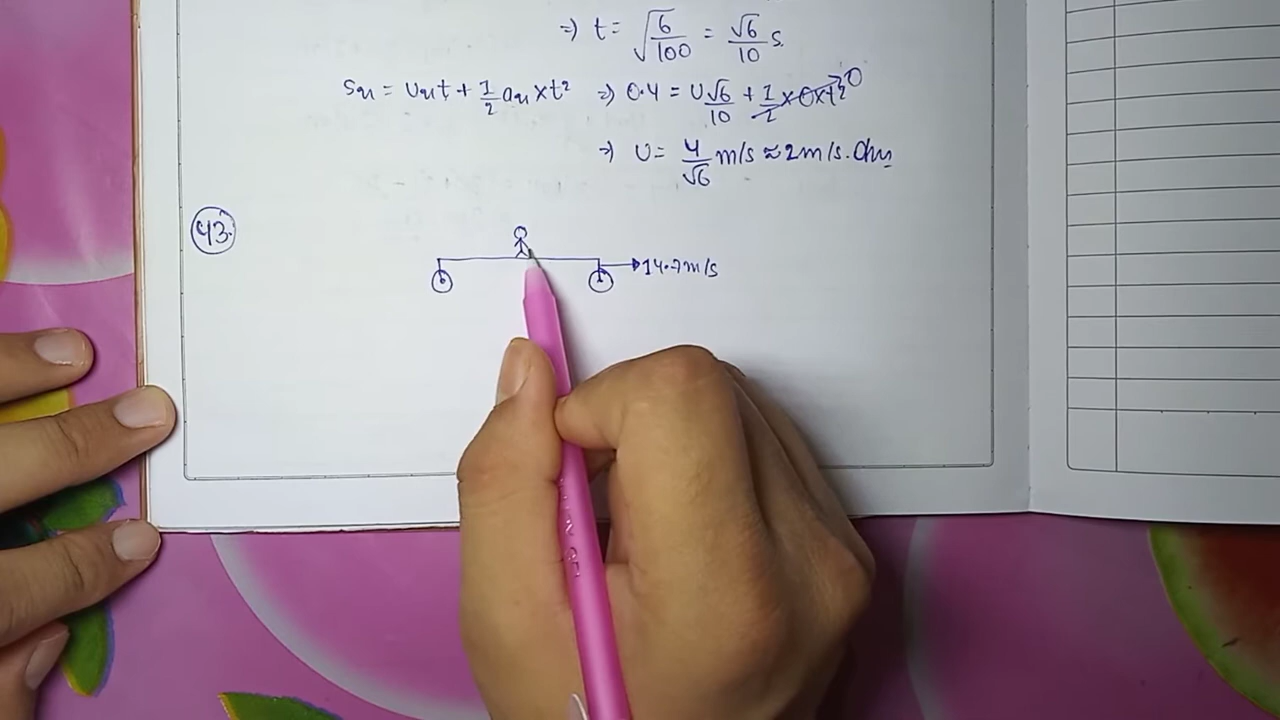 ⇒ t = √(6/100) = √6/10 s.
Sx = Uxt + 1/2 ax × t² ⇒ 0.4 = U√6/10 + 1/2 × 0 × t² 0
⇒ U = 4/√6 m/s ≈ 2 m/s. Ans
43.
14.7 m/s